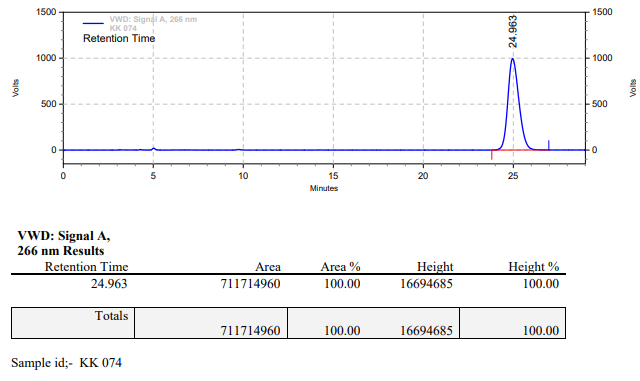 VWD: Signal A, 266 nm
KK 074
Retention Time
24.963
1500 1500
1000 1000
500 500
0 0
Volts Volts
0 5 10 15 20 25
Minutes
VWD: Signal A,
266 nm Results
Retention Time Area Area % Height Height %
24.963 711714960 100.00 16694685 100.00
Totals
711714960 100.00 16694685 100.00
Sample id;- KK 074